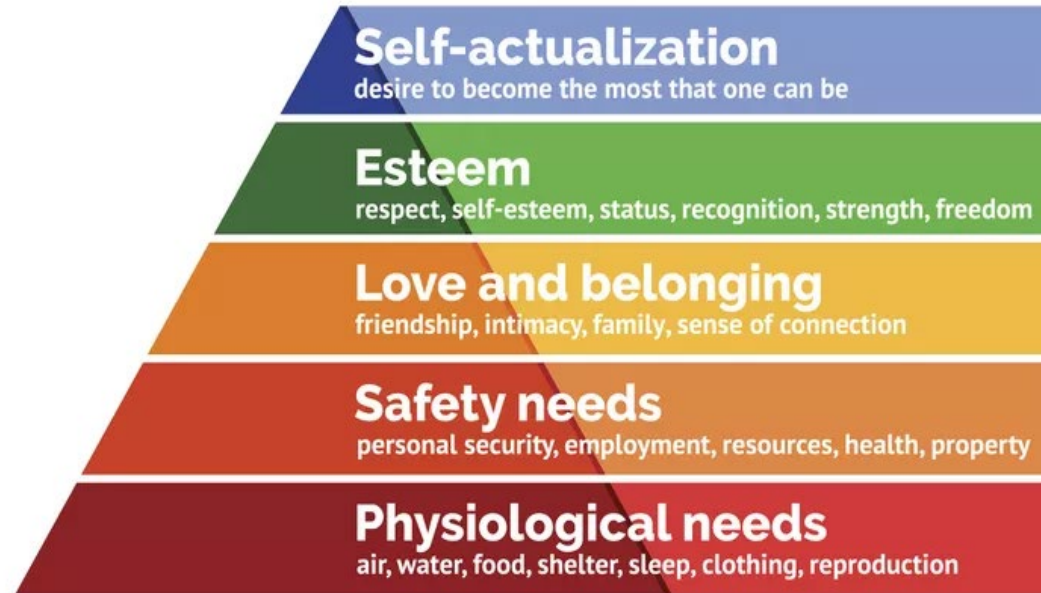 Self-actualization
desire to become the most that one can be
Esteem
respect, self-esteem, status, recognition, strength, freedom
Love and belonging
friendship, intimacy, family, sense of connection
Safety needs
personal security, employment, resources, health, property
Physiological needs
air, water, food, shelter, sleep, clothing, reproduction